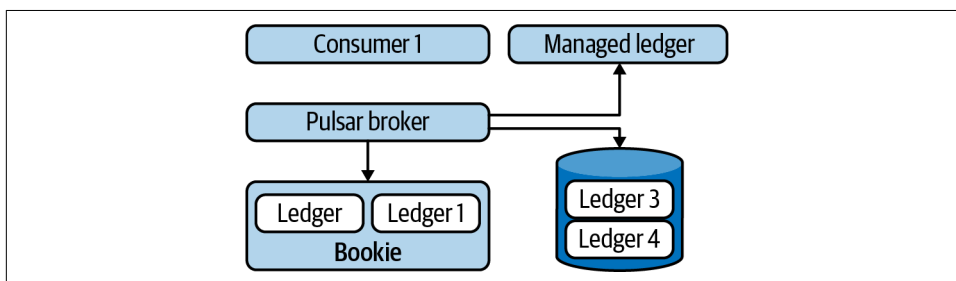 Consumer 1
Managed ledger
Pulsar broker
Ledger
Ledger 1
Bookie
Ledger 3
Ledger 4